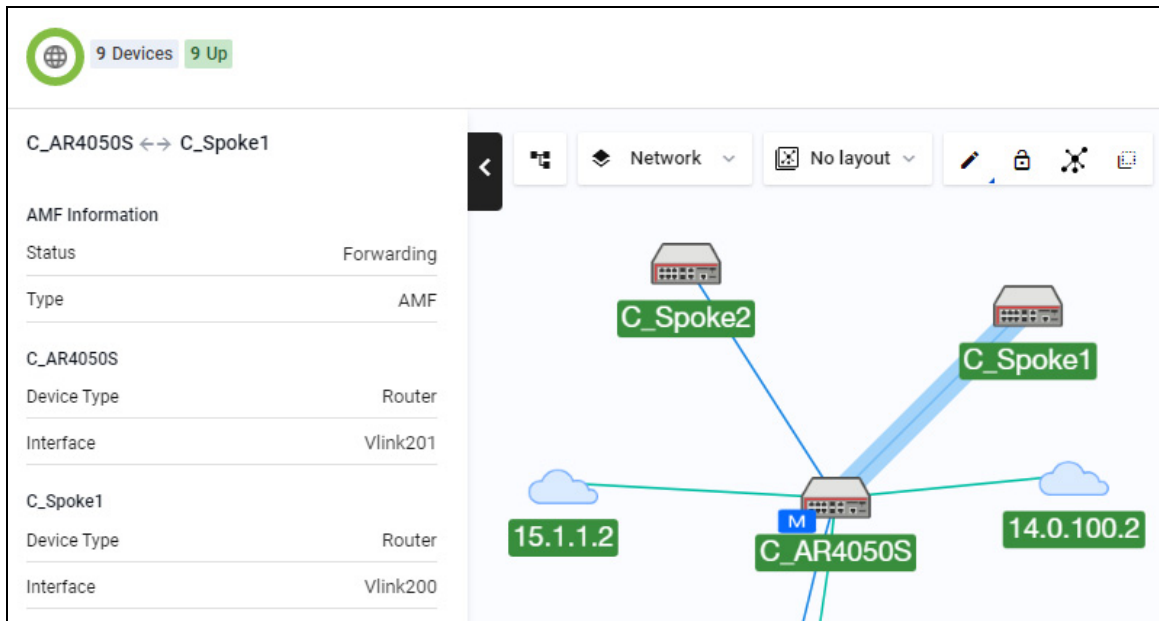 9 Devices 9 Up
C_AR4050S ←→ C_Spoke1
AMF Information
Status Forwarding
Type AMF
C_AR4050S
Device Type Router
Interface Vlink201
C_Spoke1
Device Type Router
Interface Vlink200
Network No layout
C_Spoke2
C_Spoke1
15.1.1.2
M
C_AR4050S
14.0.100.2